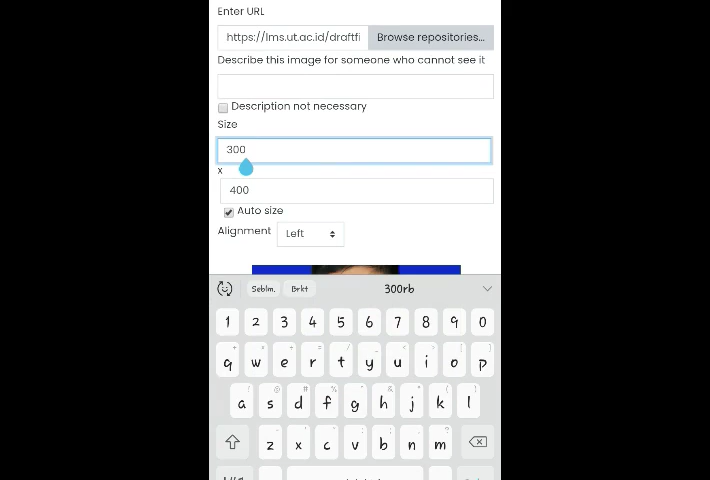 Enter URL
https://lms.ut.ac.id/draftfi Browse repositories...
Describe this image for someone who cannot see it
Description not necessary
Size
300
x
400
Auto size
Alignment Left
Seblm. Brkt 300rb
1 2 3 4 5 6 7 8 9 0
q w e r t y u i o p
a s d f g h j k l
z x c v b n m